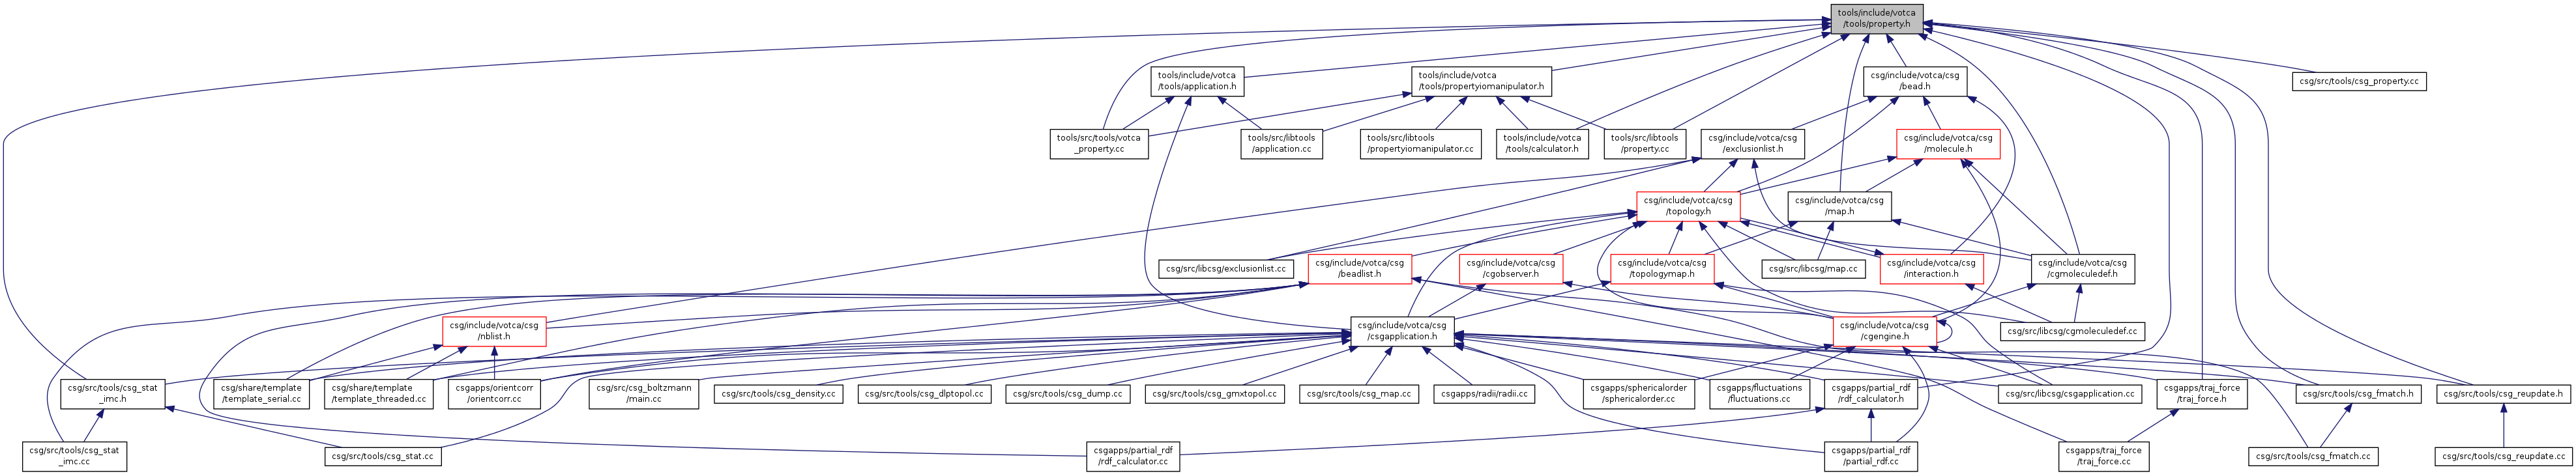 tools/include/votca
/tools/property.h
tools/include/votca
/tools/application.h
tools/include/votca
/tools/propertyiomanipulator.h
csg/include/votca/csg
/bead.h
csg/src/tools/csg_property.cc
tools/src/tools/votca
_property.cc
tools/src/libtools
/application.cc
tools/src/libtools
/propertyiomanipulator.cc
tools/include/votca
/tools/calculator.h
tools/src/libtools
/property.cc
csg/include/votca/csg
/exclusionlist.h
csg/include/votca/csg
/molecule.h
csg/include/votca/csg
/topology.h
csg/include/votca/csg
/map.h
csg/src/libcsg/exclusionlist.cc
csg/include/votca/csg
/beadlist.h
csg/include/votca/csg
/cgobserver.h
csg/include/votca/csg
/topologymap.h
csg/src/libcsg/map.cc
csg/include/votca/csg
/interaction.h
csg/include/votca/csg
/cgmoleculedef.h
csg/include/votca/csg
/nblist.h
csg/include/votca/csg
/csgapplication.h
csg/include/votca/csg
/cgengine.h
csg/src/libcsg/cgmoleculedef.cc
csg/src/tools/csg_stat
_imc.h
csg/share/template
/template_serial.cc
csg/share/template
/template_threaded.cc
csgapps/orientcorr
/orientcorr.cc
csg/src/csg_boltzmann
/main.cc
csg/src/tools/csg_density.cc
csg/src/tools/csg_dlptopol.cc
csg/src/tools/csg_dump.cc
csg/src/tools/csg_gmxtopol.cc
csg/src/tools/csg_map.cc
csgapps/radii/radii.cc
csgapps/sphericalorder
/sphericalorder.cc
csgapps/fluctuations
/fluctuations.cc
csgapps/partial_rdf
/rdf_calculator.h
csg/src/libcsg/csgapplication.cc
csgapps/traj_force
/traj_force.h
csg/src/tools/csg_fmatch.h
csg/src/tools/csg_reupdate.h
csg/src/tools/csg_stat
_imc.cc
csg/src/tools/csg_stat.cc
csgapps/partial_rdf
/rdf_calculator.cc
csgapps/partial_rdf
/partial_rdf.cc
csgapps/traj_force
/traj_force.cc
csg/src/tools/csg_fmatch.cc
csg/src/tools/csg_reupdate.cc